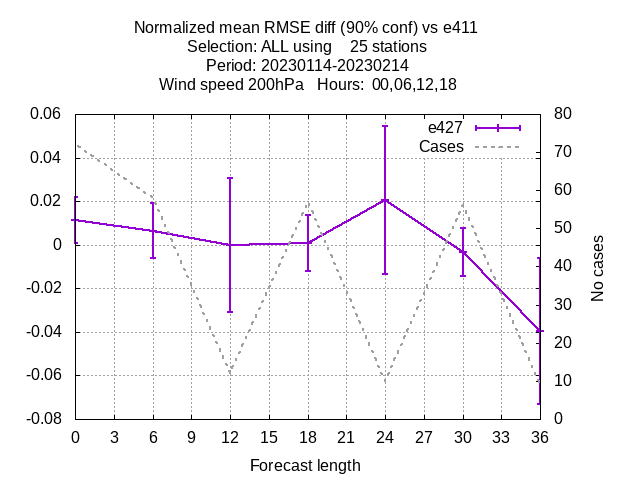 Normalized mean RMSE diff (90% conf) vs e411
Selection: ALL using    25 stations
Period: 20230114-20230214
Wind speed 200hPa   Hours:  00,06,12,18
e427
Cases
0.06
0.04
0.02
0
-0.02
-0.04
-0.06
-0.08
80
70
60
50
40
30
20
10
0
No cases
0 3 6 9 12 15 18 21 24 27 30 33 36
Forecast length